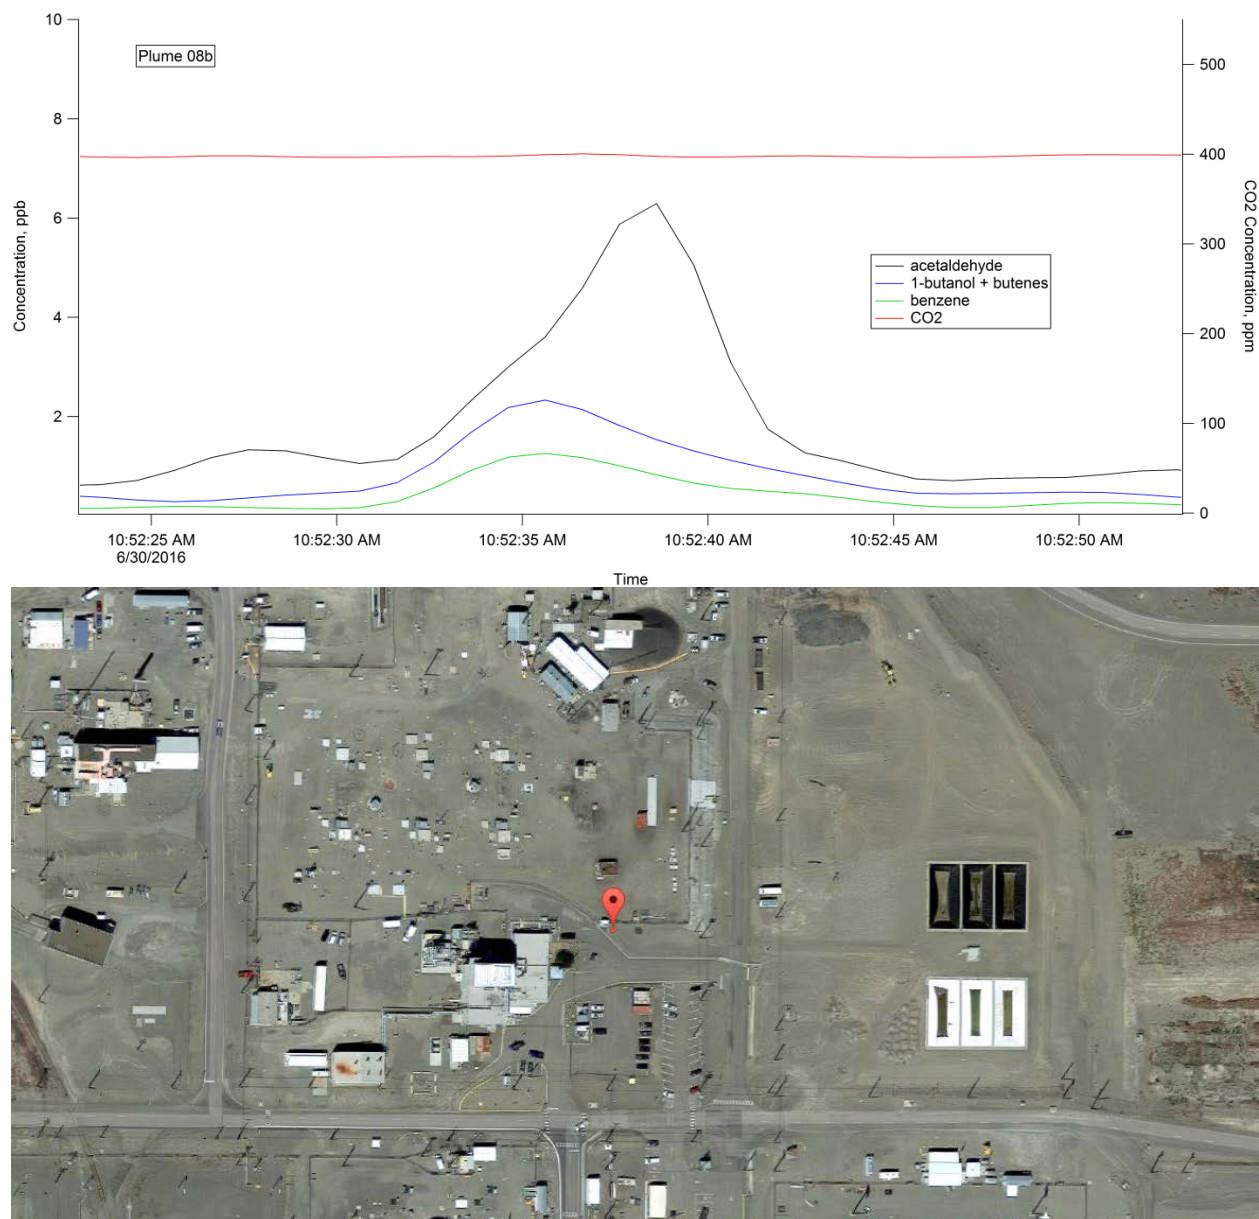 10
Plume 08b
500
8
400
6
300
acetaldehyde
1-butanol + butenes
benzene
CO2
Concentration, ppb
CO2 Concentration, ppm
4
200
2
100
0
10:52:25 AM 10:52:30 AM 10:52:35 AM 10:52:40 AM 10:52:45 AM 10:52:50 AM
6/30/2016
Time